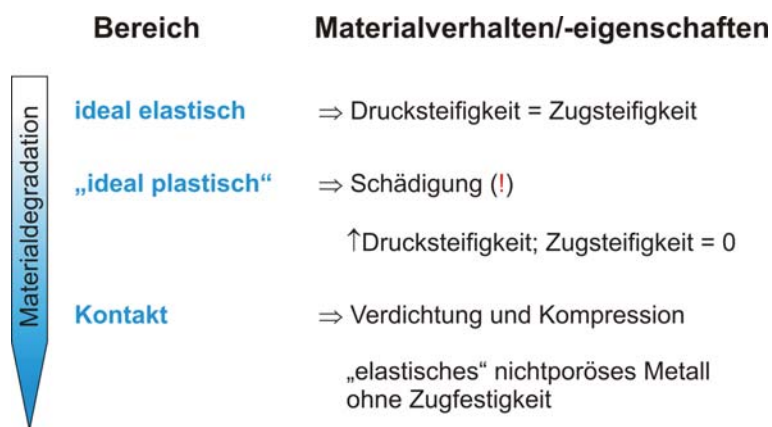 Bereich Materialverhalten/-eigenschaften
Materialdegradation
ideal elastisch ⇒ Drucksteifigkeit = Zugsteifigkeit
„ideal plastisch“ ⇒ Schädigung (!)
↑Drucksteifigkeit; Zugsteifigkeit = 0
Kontakt ⇒ Verdichtung und Kompression
„elastisches“ nichtporöses Metall
ohne Zugfestigkeit